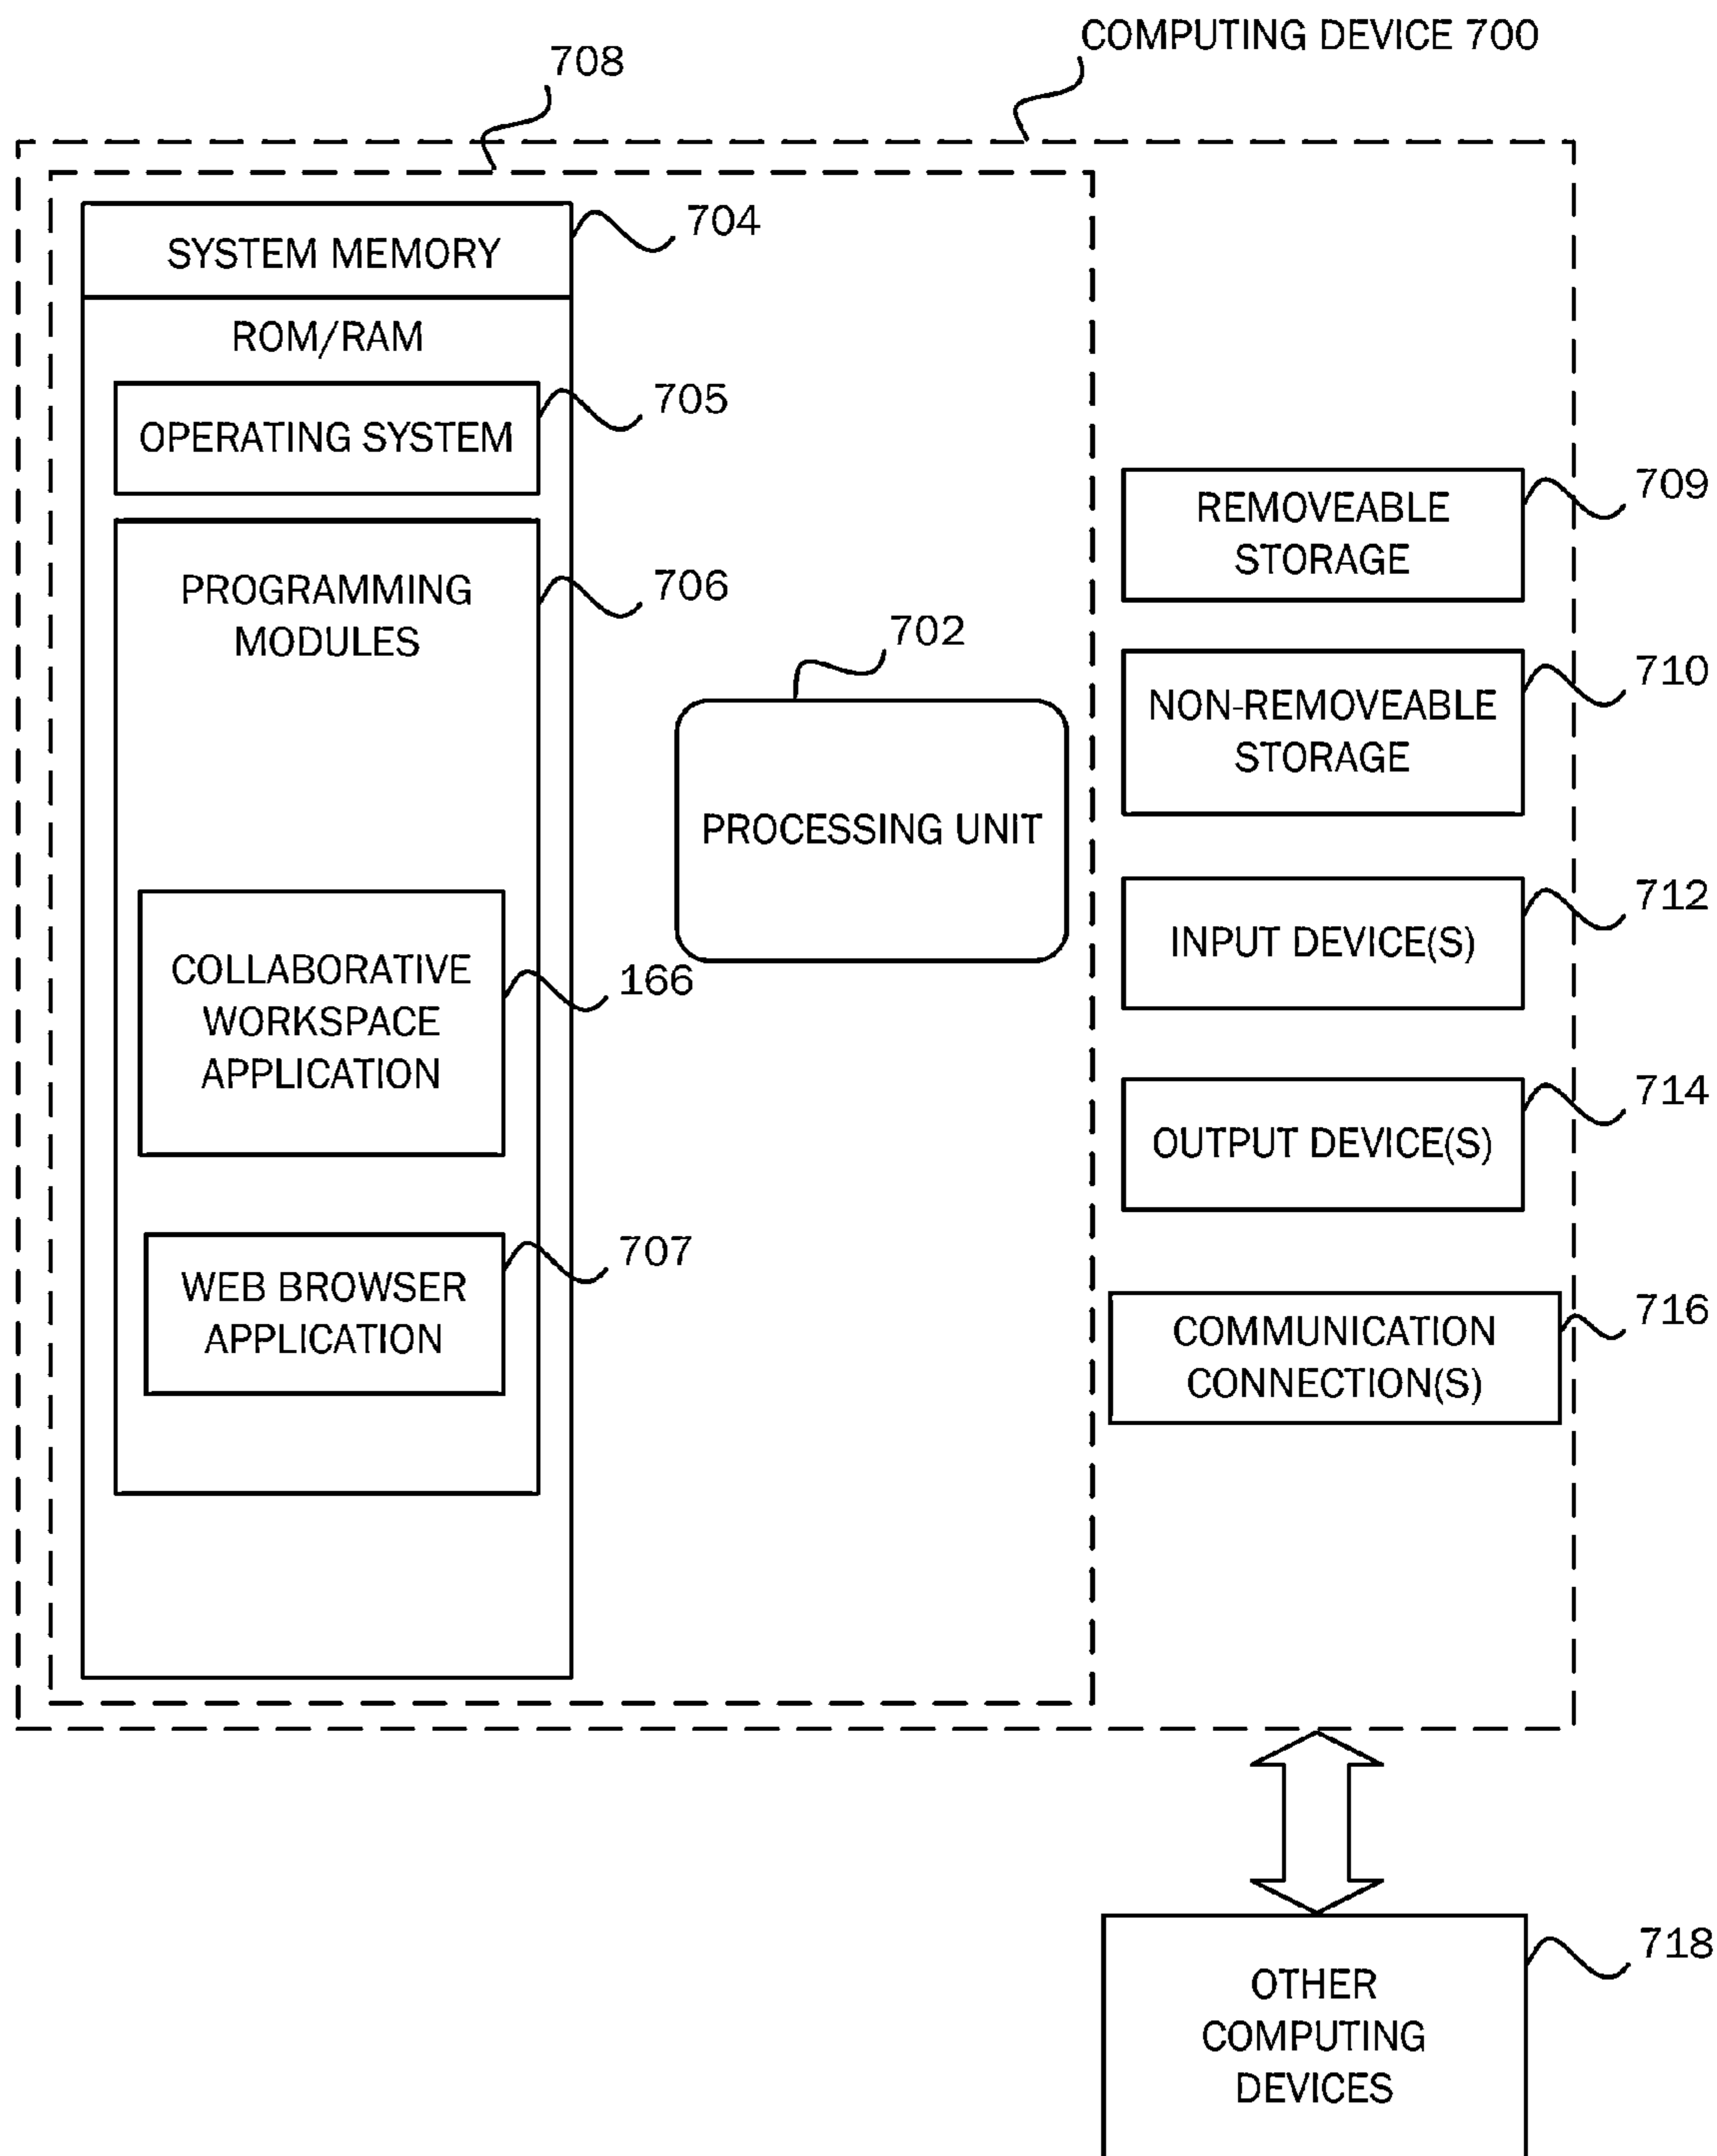 COMPUTING DEVICE 700
708
SYSTEM MEMORY
704
ROM/RAM
OPERATING SYSTEM
705
PROGRAMMING
MODULES
706
COLLABORATIVE
WORKSPACE
APPLICATION
166
WEB BROWSER
APPLICATION
707
702
PROCESSING UNIT
REMOVEABLE
STORAGE
709
NON-REMOVEABLE
STORAGE
710
INPUT DEVICE(S)
712
OUTPUT DEVICE(S)
714
COMMUNICATION
CONNECTION(S)
716
OTHER
COMPUTING
DEVICES
718